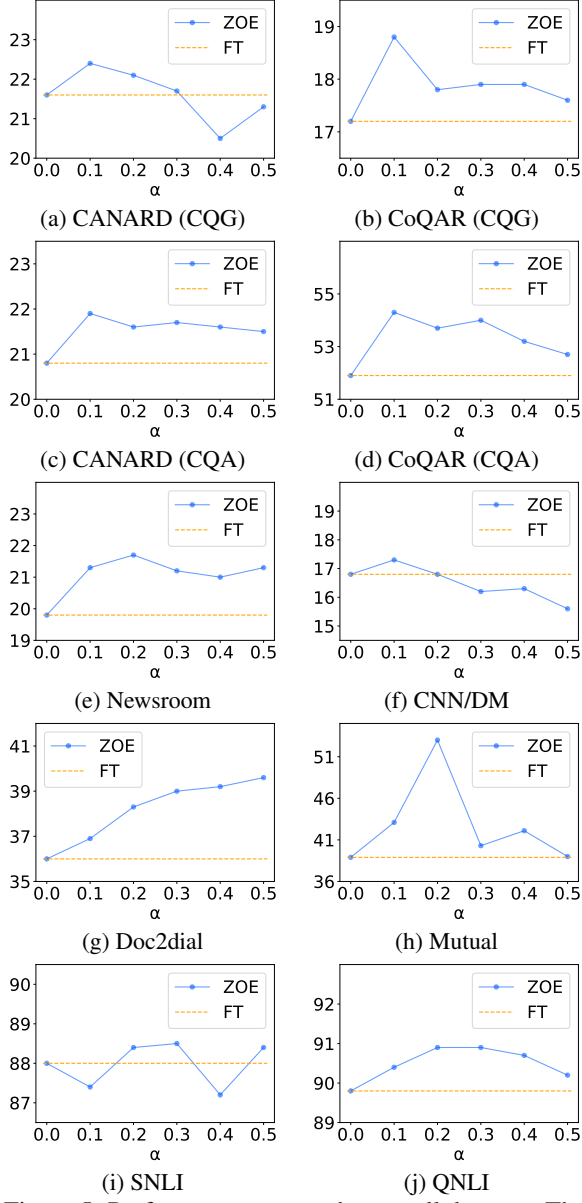 23
22
21
20
0.0 0.1 0.2 0.3 0.4 0.5
α
ZOE
FT
(a) CANARD (CQG)
19
18
17
0.0 0.1 0.2 0.3 0.4 0.5
α
ZOE
FT
(b) CoQAR (CQG)
23
22
21
20
0.0 0.1 0.2 0.3 0.4 0.5
α
ZOE
FT
(c) CANARD (CQA)
55
53
51
0.0 0.1 0.2 0.3 0.4 0.5
α
ZOE
FT
(d) CoQAR (CQA)
23
22
21
20
19
0.0 0.1 0.2 0.3 0.4 0.5
α
ZOE
FT
(e) Newsroom
19
18
17
16
15
0.0 0.1 0.2 0.3 0.4 0.5
α
ZOE
FT
(f) CNN/DM
41
39
37
36
35
0.0 0.1 0.2 0.3 0.4 0.5
α
ZOE
FT
(g) Doc2dial
51
46
41
36
0.0 0.1 0.2 0.3 0.4 0.5
α
ZOE
FT
(h) Mutual
90
89
88
87
0.0 0.1 0.2 0.3 0.4 0.5
α
ZOE
FT
(i) SNLI
92
91
90
89
0.0 0.1 0.2 0.3 0.4 0.5
α
ZOE
FT
(j) QNLI